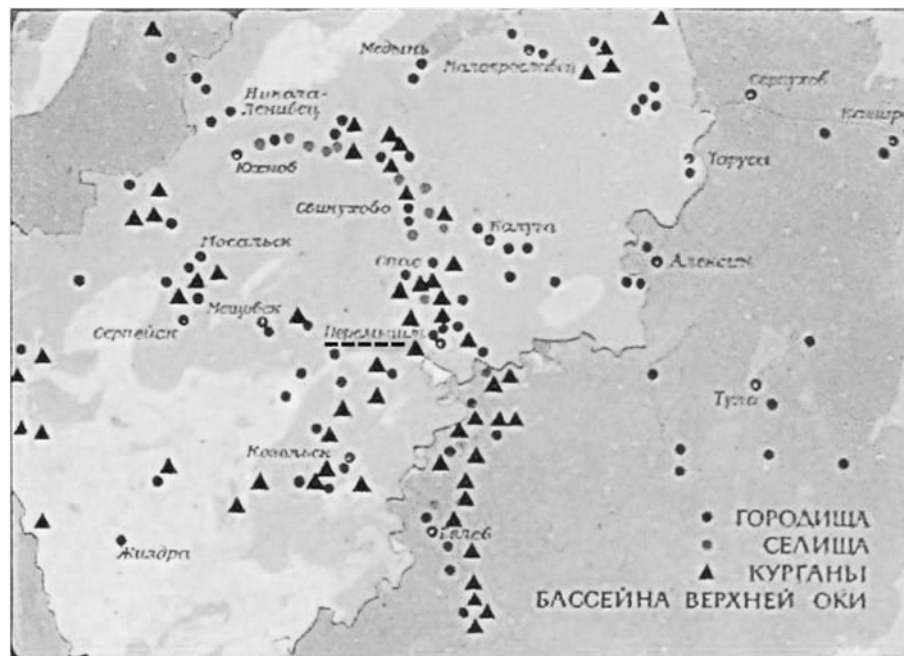 Медынь
Малоярославец
Серпухов
Никола-
Ленивец
Юхнов
Таруса
Свинухово
Калуга
Мосальск
Спас
Алексин
Мещовск
Серпейск
Перемышль
Тула
Козельск
Белев
Жиздра
ГОРОДИЩА
СЕЛИЩА
КУРГАНЫ
БАССЕЙНА ВЕРХНЕЙ ОКИ